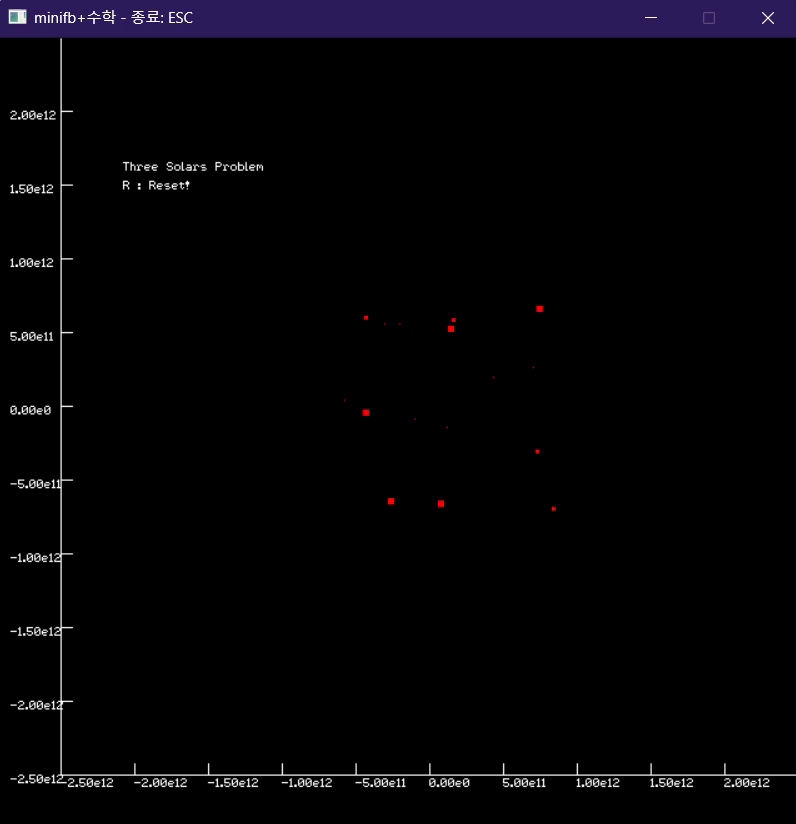 minifb+수학 - 종료: ESC
2.00e12
Three Solars Problem
R : Reset!
1.50e12
1.00e12
5.00e11
0.00e0
-5.00e11
-1.00e12
-1.50e12
-2.00e12
-2.50e12
-2.50e12 -2.00e12 -1.50e12 -1.00e12 -5.00e11 0.00e0 5.00e11 1.00e12 1.50e12 2.00e12